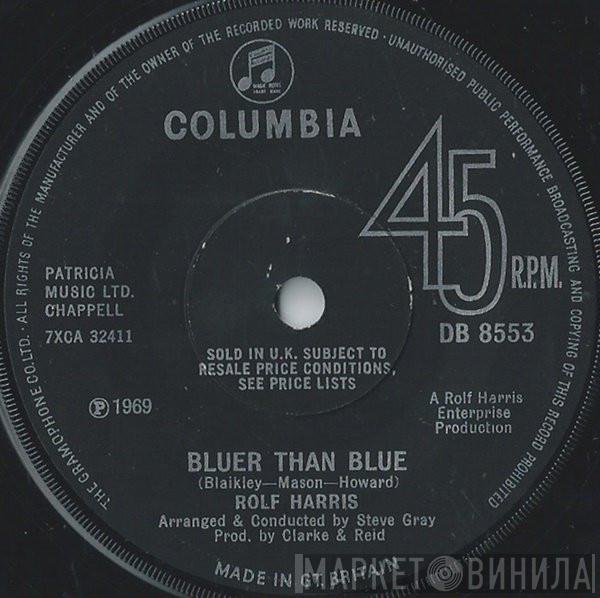 THE GRAMOPHONE CO. LTD. · ALL RIGHTS OF THE MANUFACTURER AND OF THE OWNER OF THE RECORDED WORK RESERVED · UNAUTHORISED PUBLIC PERFORMANCE BROADCASTING AND COPYING OF THIS RECORD PROHIBITED
COLUMBIA
45
R.P.M.
PATRICIA
MUSIC LTD.
CHAPPELL
7XCA 32411
DB 8553
SOLD IN U.K. SUBJECT TO
RESALE PRICE CONDITIONS,
SEE PRICE LISTS
℗ 1969
A Rolf Harris
Enterprise
Production
BLUER THAN BLUE
(Blaikley—Mason—Howard)
ROLF HARRIS
Arranged & Conducted by Steve Gray
Prod. by Clarke & Reid
MADE IN GT. BRITAIN
МАРКЕТ ВИНИЛА